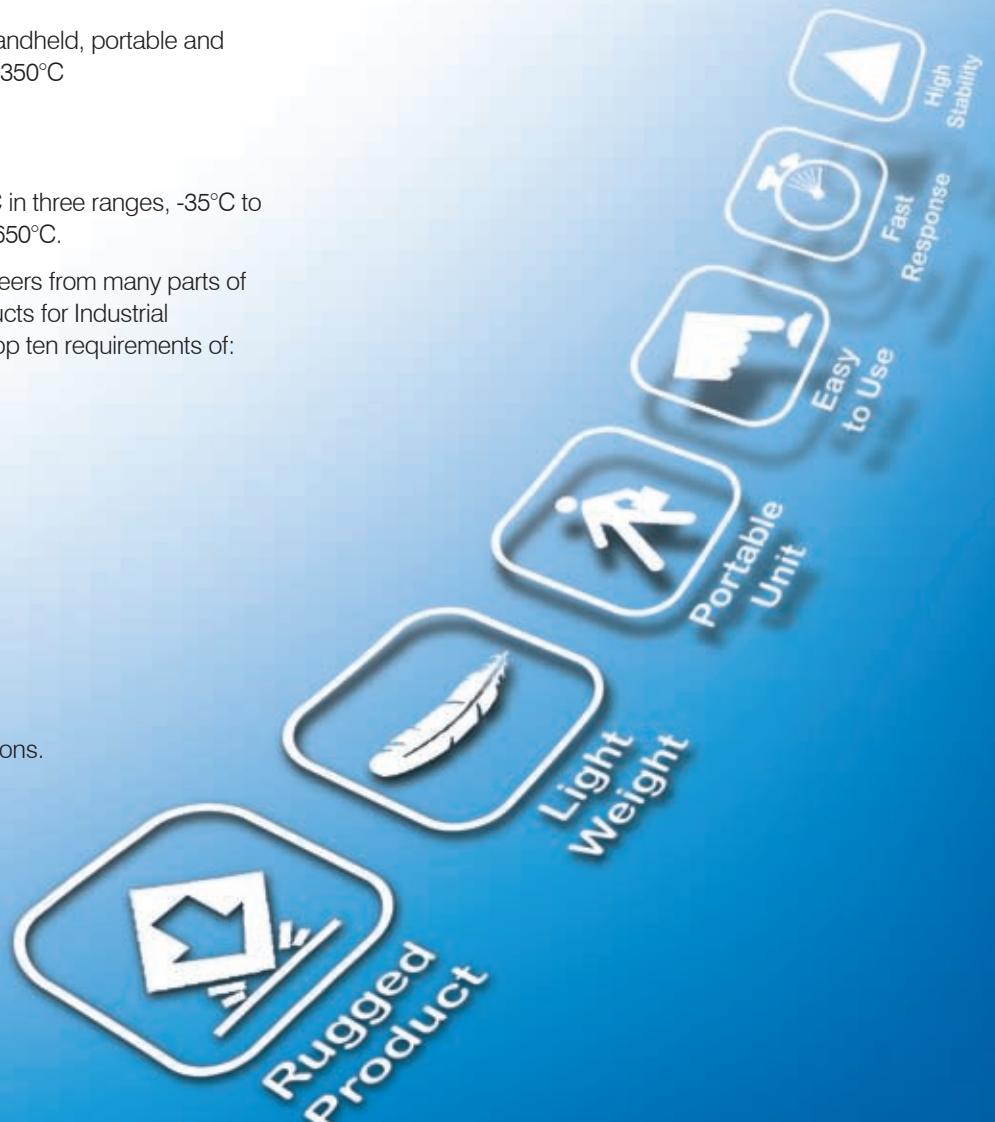 andheld, portable and
350°C
C in three ranges, -35°C to
650°C.
eers from many parts of
ucts for Industrial
op ten requirements of:
ons.
High
Stability
Fast
Response
Easy
to Use
Portable
Unit
Light
Weight
Rugged
Product